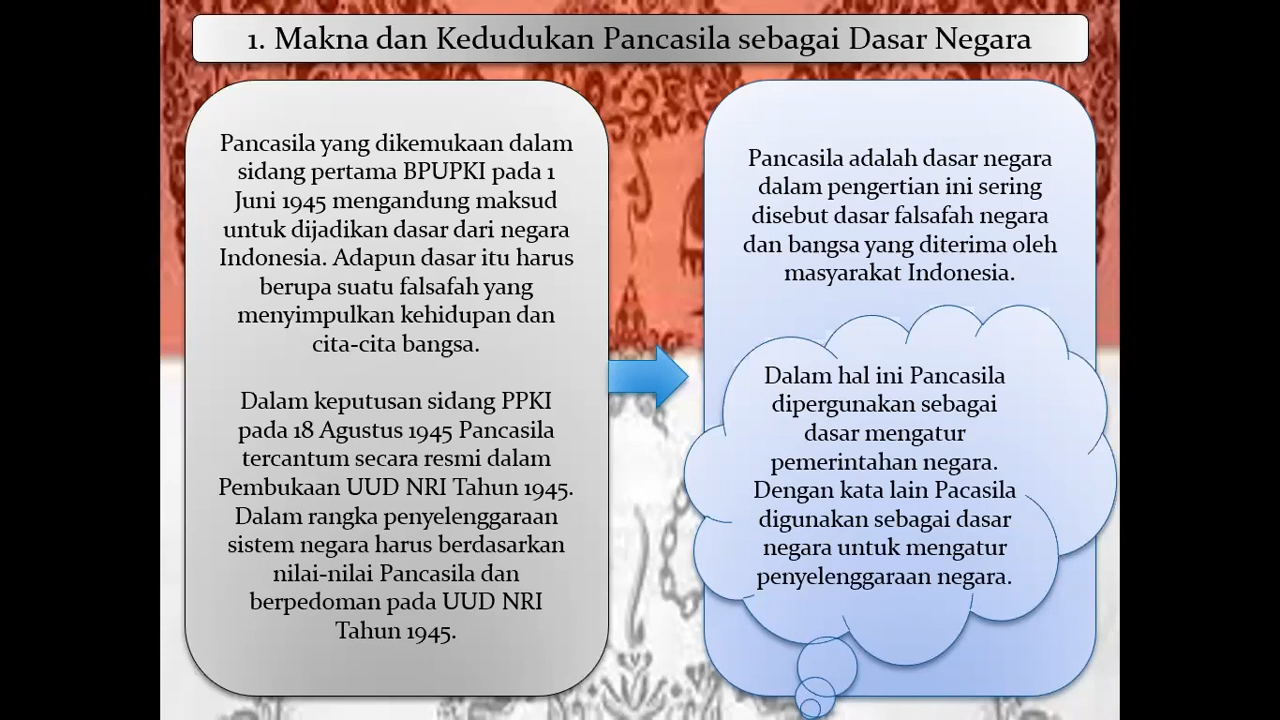 1. Makna dan Kedudukan Pancasila sebagai Dasar Negara
Pancasila yang dikemukaan dalam
sidang pertama BPUPKI pada 1
Juni 1945 mengandung maksud
untuk dijadikan dasar dari negara
Indonesia. Adapun dasar itu harus
berupa suatu falsafah yang
menyimpulkan kehidupan dan
cita-cita bangsa.
Dalam keputusan sidang PPKI
pada 18 Agustus 1945 Pancasila
tercantum secara resmi dalam
Pembukaan UUD NRI Tahun 1945.
Dalam rangka penyelenggaraan
sistem negara harus berdasarkan
nilai-nilai Pancasila dan
berpedoman pada UUD NRI
Tahun 1945.
Pancasila adalah dasar negara
dalam pengertian ini sering
disebut dasar falsafah negara
dan bangsa yang diterima oleh
masyarakat Indonesia.
Dalam hal ini Pancasila
dipergunakan sebagai
dasar mengatur
pemerintahan negara.
Dengan kata lain Pacasila
digunakan sebagai dasar
negara untuk mengatur
penyelenggaraan negara.